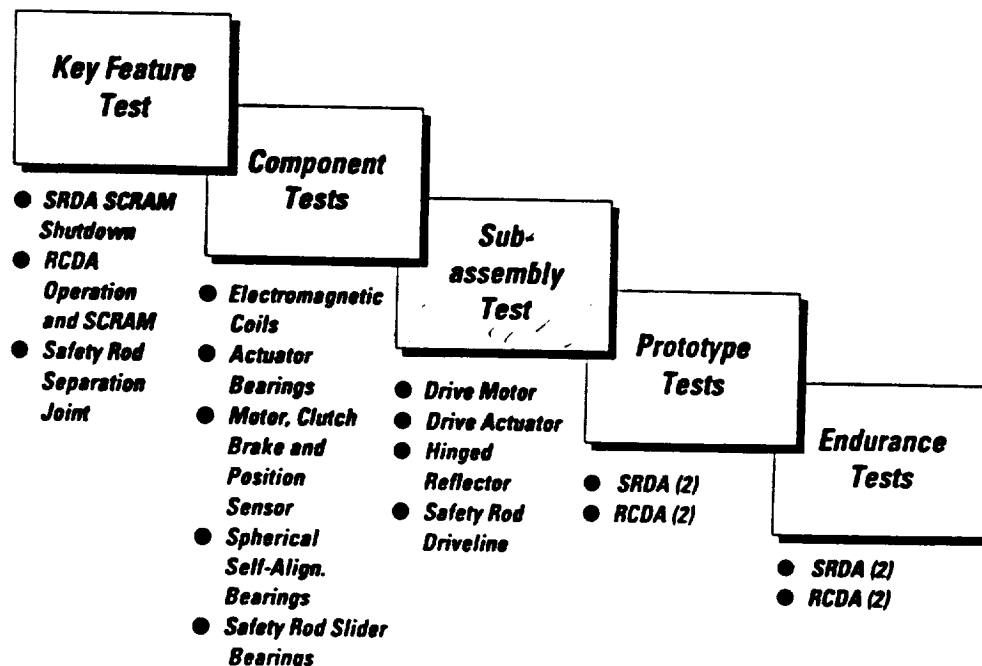 Key Feature
Test
● SRDA SCRAM
Shutdown
● RCDA
Operation
and SCRAM
● Safety Rod
Separation
Joint
Component
Tests
● Electromagnetic
Coils
● Actuator
Bearings
● Motor, Clutch
Brake and
Position
Sensor
● Spherical
Self-Align.
Bearings
● Safety Rod Slider
Bearings
Sub-
assembly
Test
● Drive Motor
● Drive Actuator
● Hinged
Reflector
● Safety Rod
Driveline
Prototype
Tests
● SRDA (2)
● RCDA (2)
Endurance
Tests
● SRDA (2)
● RCDA (2)